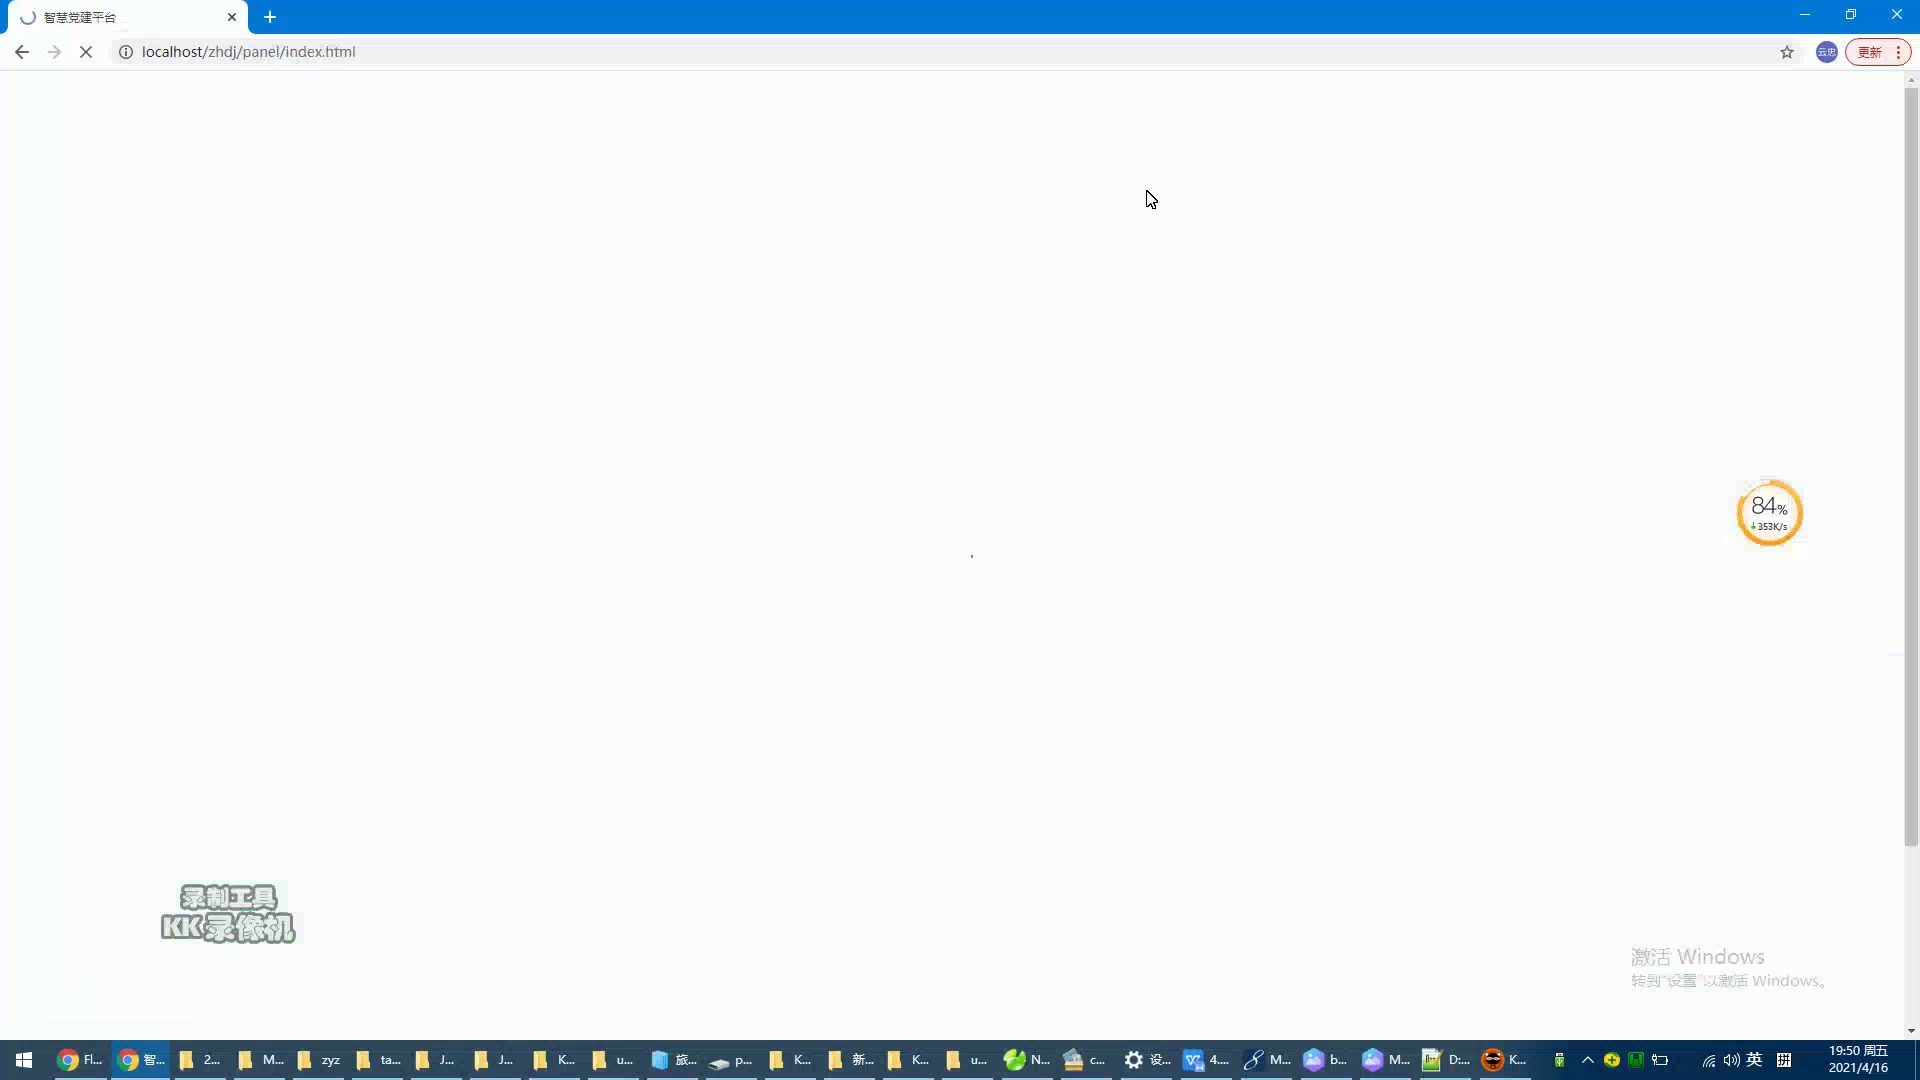 智慧党建平台
localhost/zhdj/panel/index.html
云忠
更新
84%
353K/s
录制工具
KK录像机
激活 Windows
转到"设置"以激活 Windows。
Fl... 智... 2... M... zyz ta... J... J... K... u... 旅... p... K... 新... K... u... N... c... 设... 4.... M... b... M... D:... K... 英 拼
19:50 周五
2021/4/16